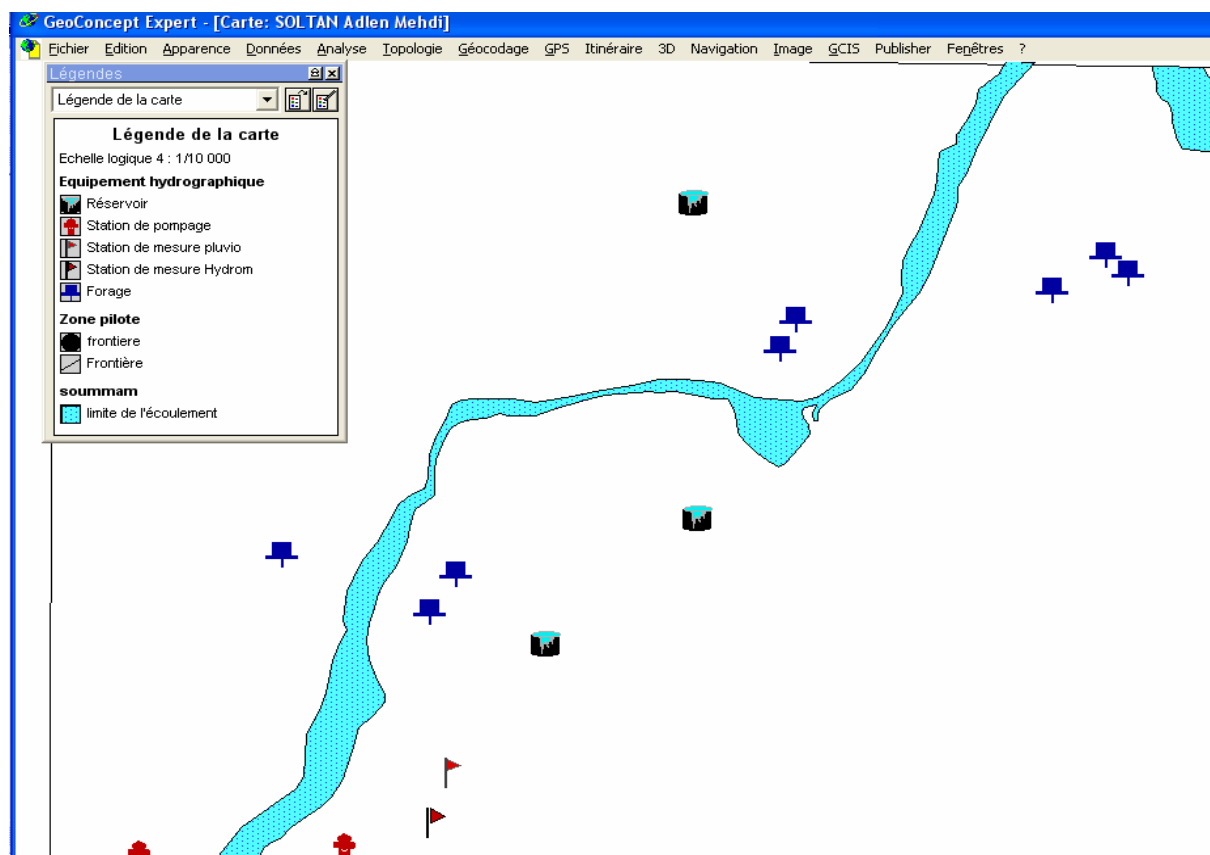 GeoConcept Expert - [Carte: SOLTAN Adlen Mehdi]
Fichier Edition Apparence Données Analyse Topologie Géocodage GPS Itinéraire 3D Navigation Image GCIS Publisher Fenêtres ?
Légendes
Légende de la carte
Légende de la carte
Echelle logique 4 : 1/10 000
Equipement hydrographique
Réservoir
Station de pompage
Station de mesure pluvio
Station de mesure Hydrom
Forage
Zone pilote
frontiere
Frontière
soummam
limite de l'écoulement